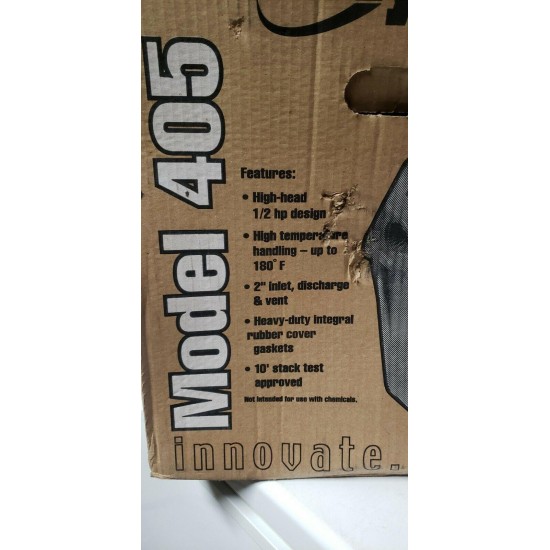 Model 405
Features:
• High-head
1/2 hp design
• High temperature
handling – up to
180° F
• 2" inlet, discharge
& vent
• Heavy-duty integral
rubber cover
gaskets
• 10' stack test
approved
Not intended for use with chemicals.
innovate.